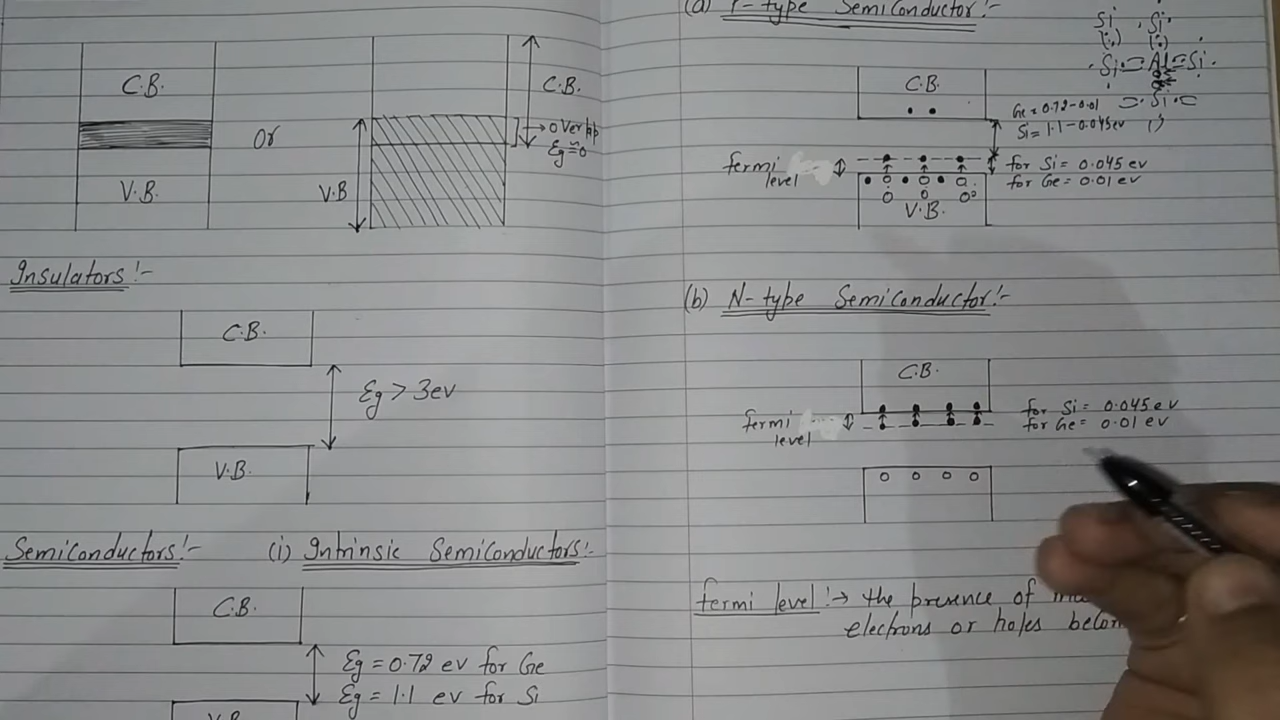 C.B.
V.B.
Or
V.B
C.B.
Eg ≈ 0
Insulators :-
C.B.
Eg > 3ev
V.B.
Semiconductors :- (i) Intrinsic Semiconductors :-
C.B.
Eg = 0.72 ev for Ge
Eg = 1.1 ev for Si
(a) P-type Semiconductor :-
Si Si
Si Al Si
Si
C.B.
Ge = 0.72-0.01
Si = 1.1-0.045ev
fermi
level
for Si = 0.045 ev
for Ge = 0.01 ev
V.B.
(b) N-type Semiconductor :-
C.B.
for Si = 0.045 ev
for Ge = 0.01 ev
fermi
level
fermi level :→ the presence of
electrons or holes